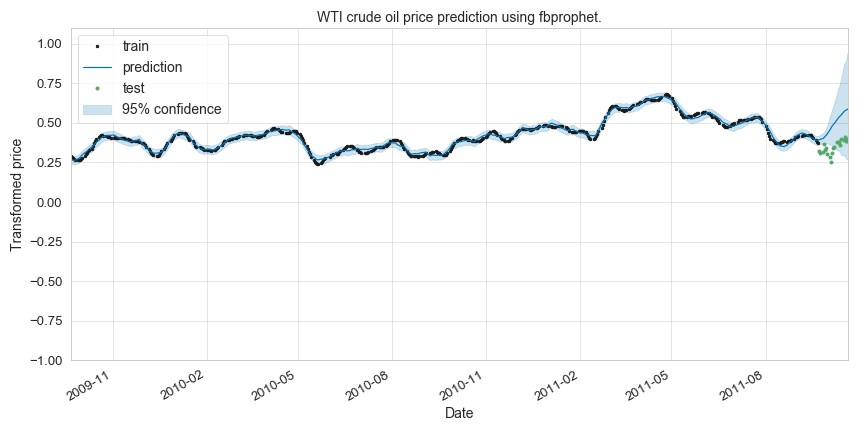 WTI crude oil price prediction using fbprophet.
train
prediction
test
95% confidence
Transformed price
1.00
0.75
0.50
0.25
0.00
−0.25
−0.50
−0.75
−1.00
2009-11
2010-02
2010-05
2010-08
2010-11
2011-02
2011-05
2011-08
Date